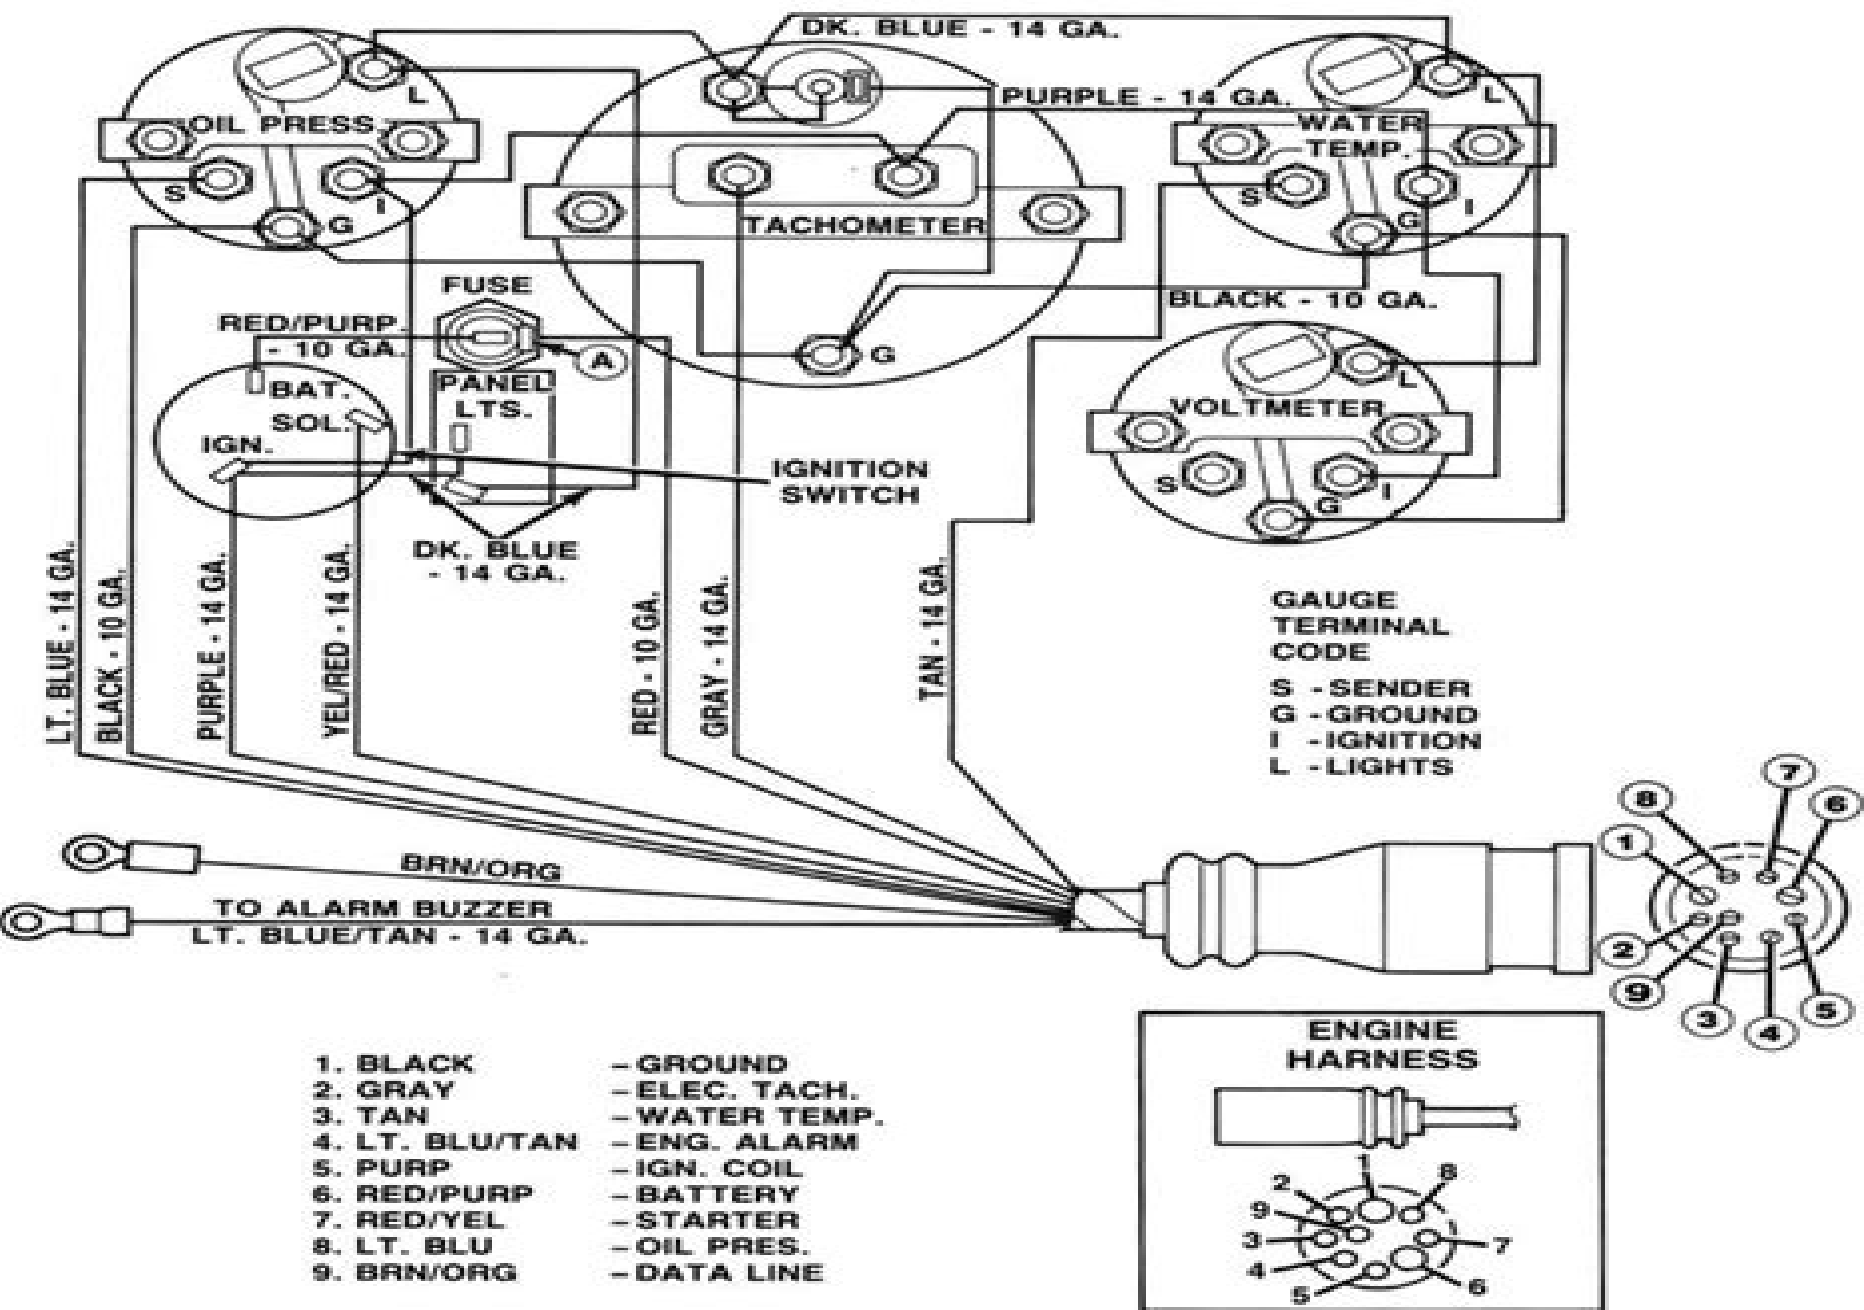 DK. BLUE - 14 GA.
L
OIL PRESS.
S
I
G
PURPLE - 14 GA.
TACHOMETER
G
L
WATER
TEMP.
S
I
G
BLACK - 10 GA.
FUSE
RED/PURP.
- 10 GA.
A
BAT.
SOL.
IGN.
PANEL
LTS.
IGNITION
SWITCH
DK. BLUE
- 14 GA.
L
VOLTMETER
S
I
G
LT. BLUE - 14 GA.
BLACK - 10 GA.
PURPLE - 14 GA.
YEL/RED - 14 GA.
RED - 10 GA.
GRAY - 14 GA.
TAN - 14 GA.
GAUGE
TERMINAL
CODE
S - SENDER
G - GROUND
I - IGNITION
L - LIGHTS
BRN/ORG
TO ALARM BUZZER
LT. BLUE/TAN - 14 GA.
7
8
6
1
2
9
3
4
5
1. BLACK - GROUND
2. GRAY - ELEC. TACH.
3. TAN - WATER TEMP.
4. LT. BLU/TAN - ENG. ALARM
5. PURP - IGN. COIL
6. RED/PURP - BATTERY
7. RED/YEL - STARTER
8. LT. BLU - OIL PRES.
9. BRN/ORG - DATA LINE
ENGINE
HARNESS
1
8
2
9
3
7
4
6
5